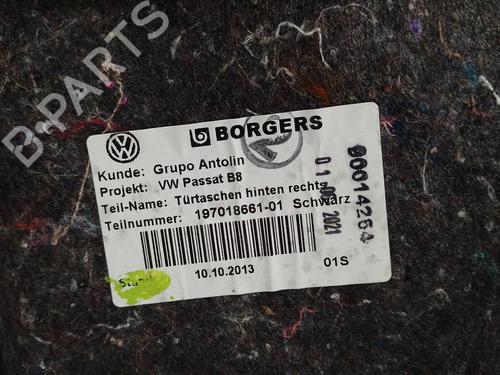 B-PARTS
BORGERS
Kunde: Grupo Antolin
Projekt: VW Passat B8
Teil-Name: Türtaschen hinten rechts
Teilnummer: 197018661-01 Schwarz
10.10.2013
01S
2021
90014264